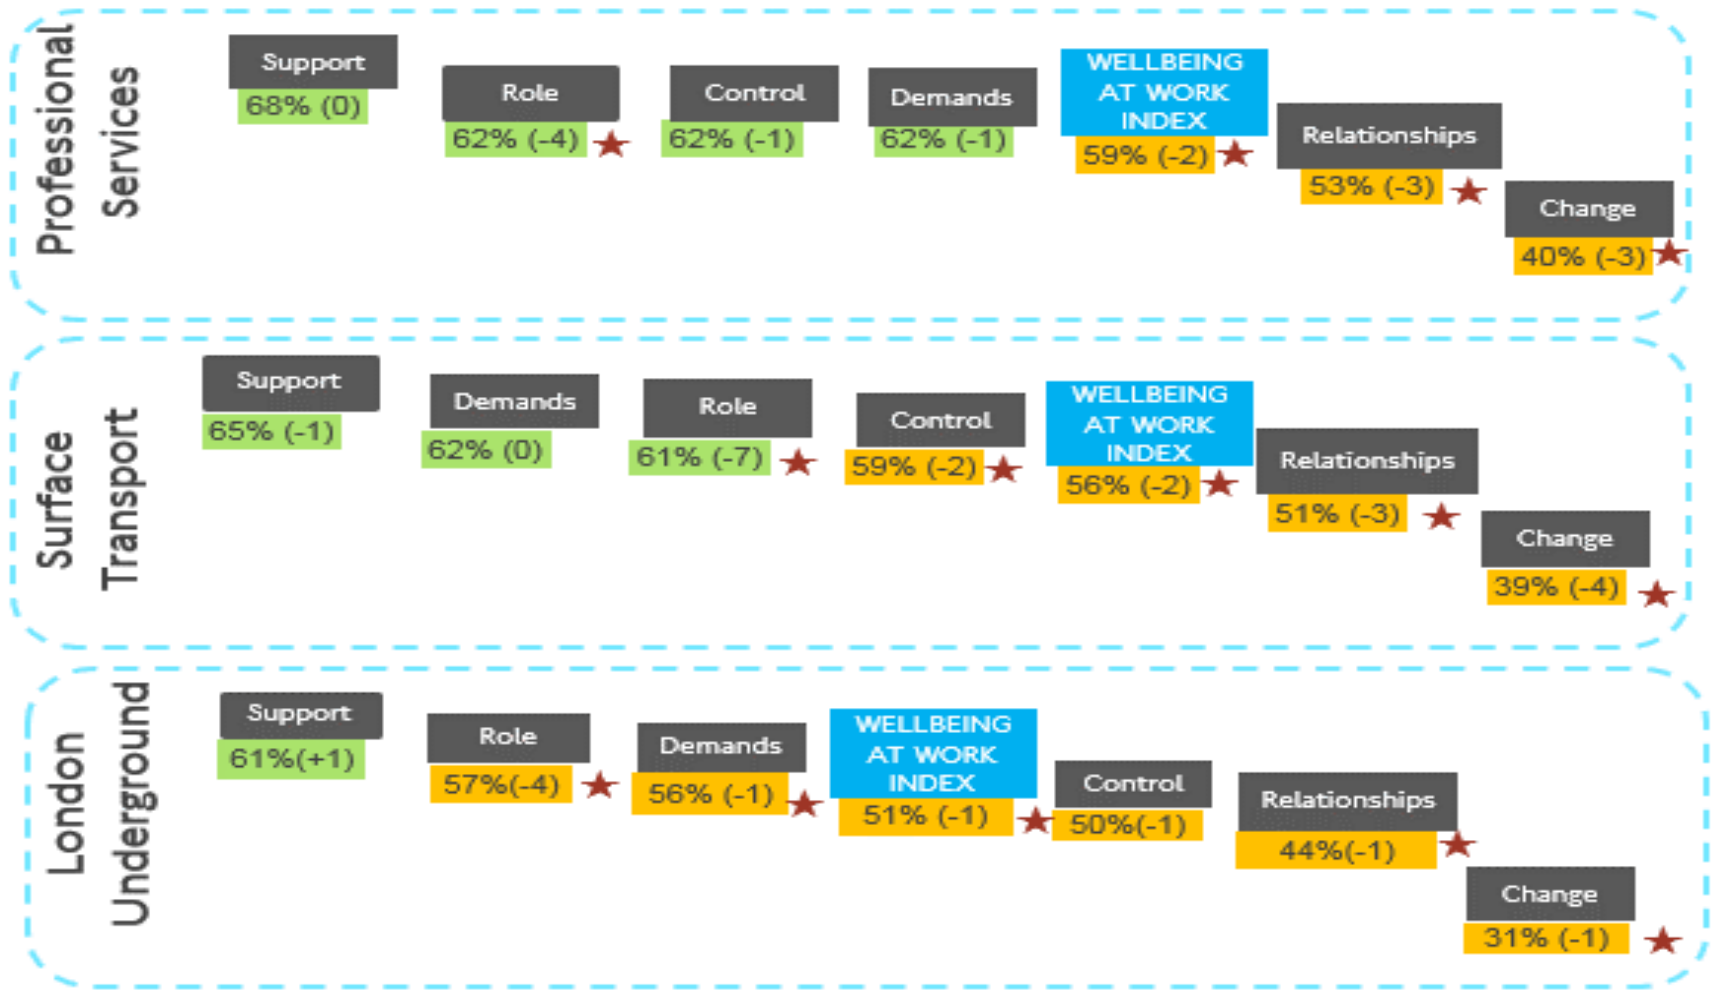 Professional
Services
Support
68% (0)
Role
62% (-4)
Control
62% (-1)
Demands
62% (-1)
WELLBEING
AT WORK
INDEX
59% (-2)
Relationships
53% (-3)
Change
40% (-3)
Surface
Transport
Support
65% (-1)
Demands
62% (0)
Role
61% (-7)
Control
59% (-2)
WELLBEING
AT WORK
INDEX
56% (-2)
Relationships
51% (-3)
Change
39% (-4)
London
Underground
Support
61%(+1)
Role
57%(-4)
Demands
56% (-1)
WELLBEING
AT WORK
INDEX
51% (-1)
Control
50%(-1)
Relationships
44%(-1)
Change
31% (-1)